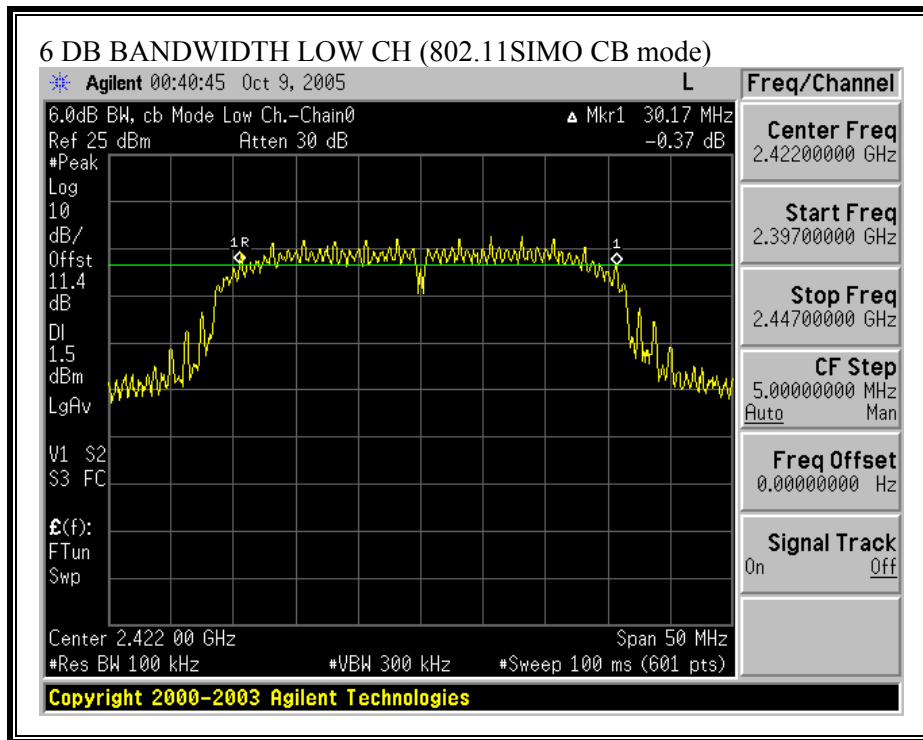 6 DB BANDWIDTH LOW CH (802.11SIMO CB mode)
Agilent 00:40:45 Oct 9, 2005 L
6.0dB BW, cb Mode Low Ch.-Chain0 Δ Mkr1 30.17 MHz
Ref 25 dBm Atten 30 dB -0.37 dB
#Peak
Log
10
dB/
Offst
11.4
dB
DI
1.5
dBm
LgAv
V1 S2
S3 FC
£(f):
FTun
Swp
1R
1
Center 2.422 00 GHz Span 50 MHz
#Res BW 100 kHz #VBW 300 kHz #Sweep 100 ms (601 pts)
Copyright 2000-2003 Agilent Technologies
Freq/Channel
Center Freq
2.42200000 GHz
Start Freq
2.39700000 GHz
Stop Freq
2.44700000 GHz
CF Step
5.00000000 MHz
Auto Man
Freq Offset
0.00000000 Hz
Signal Track
On Off